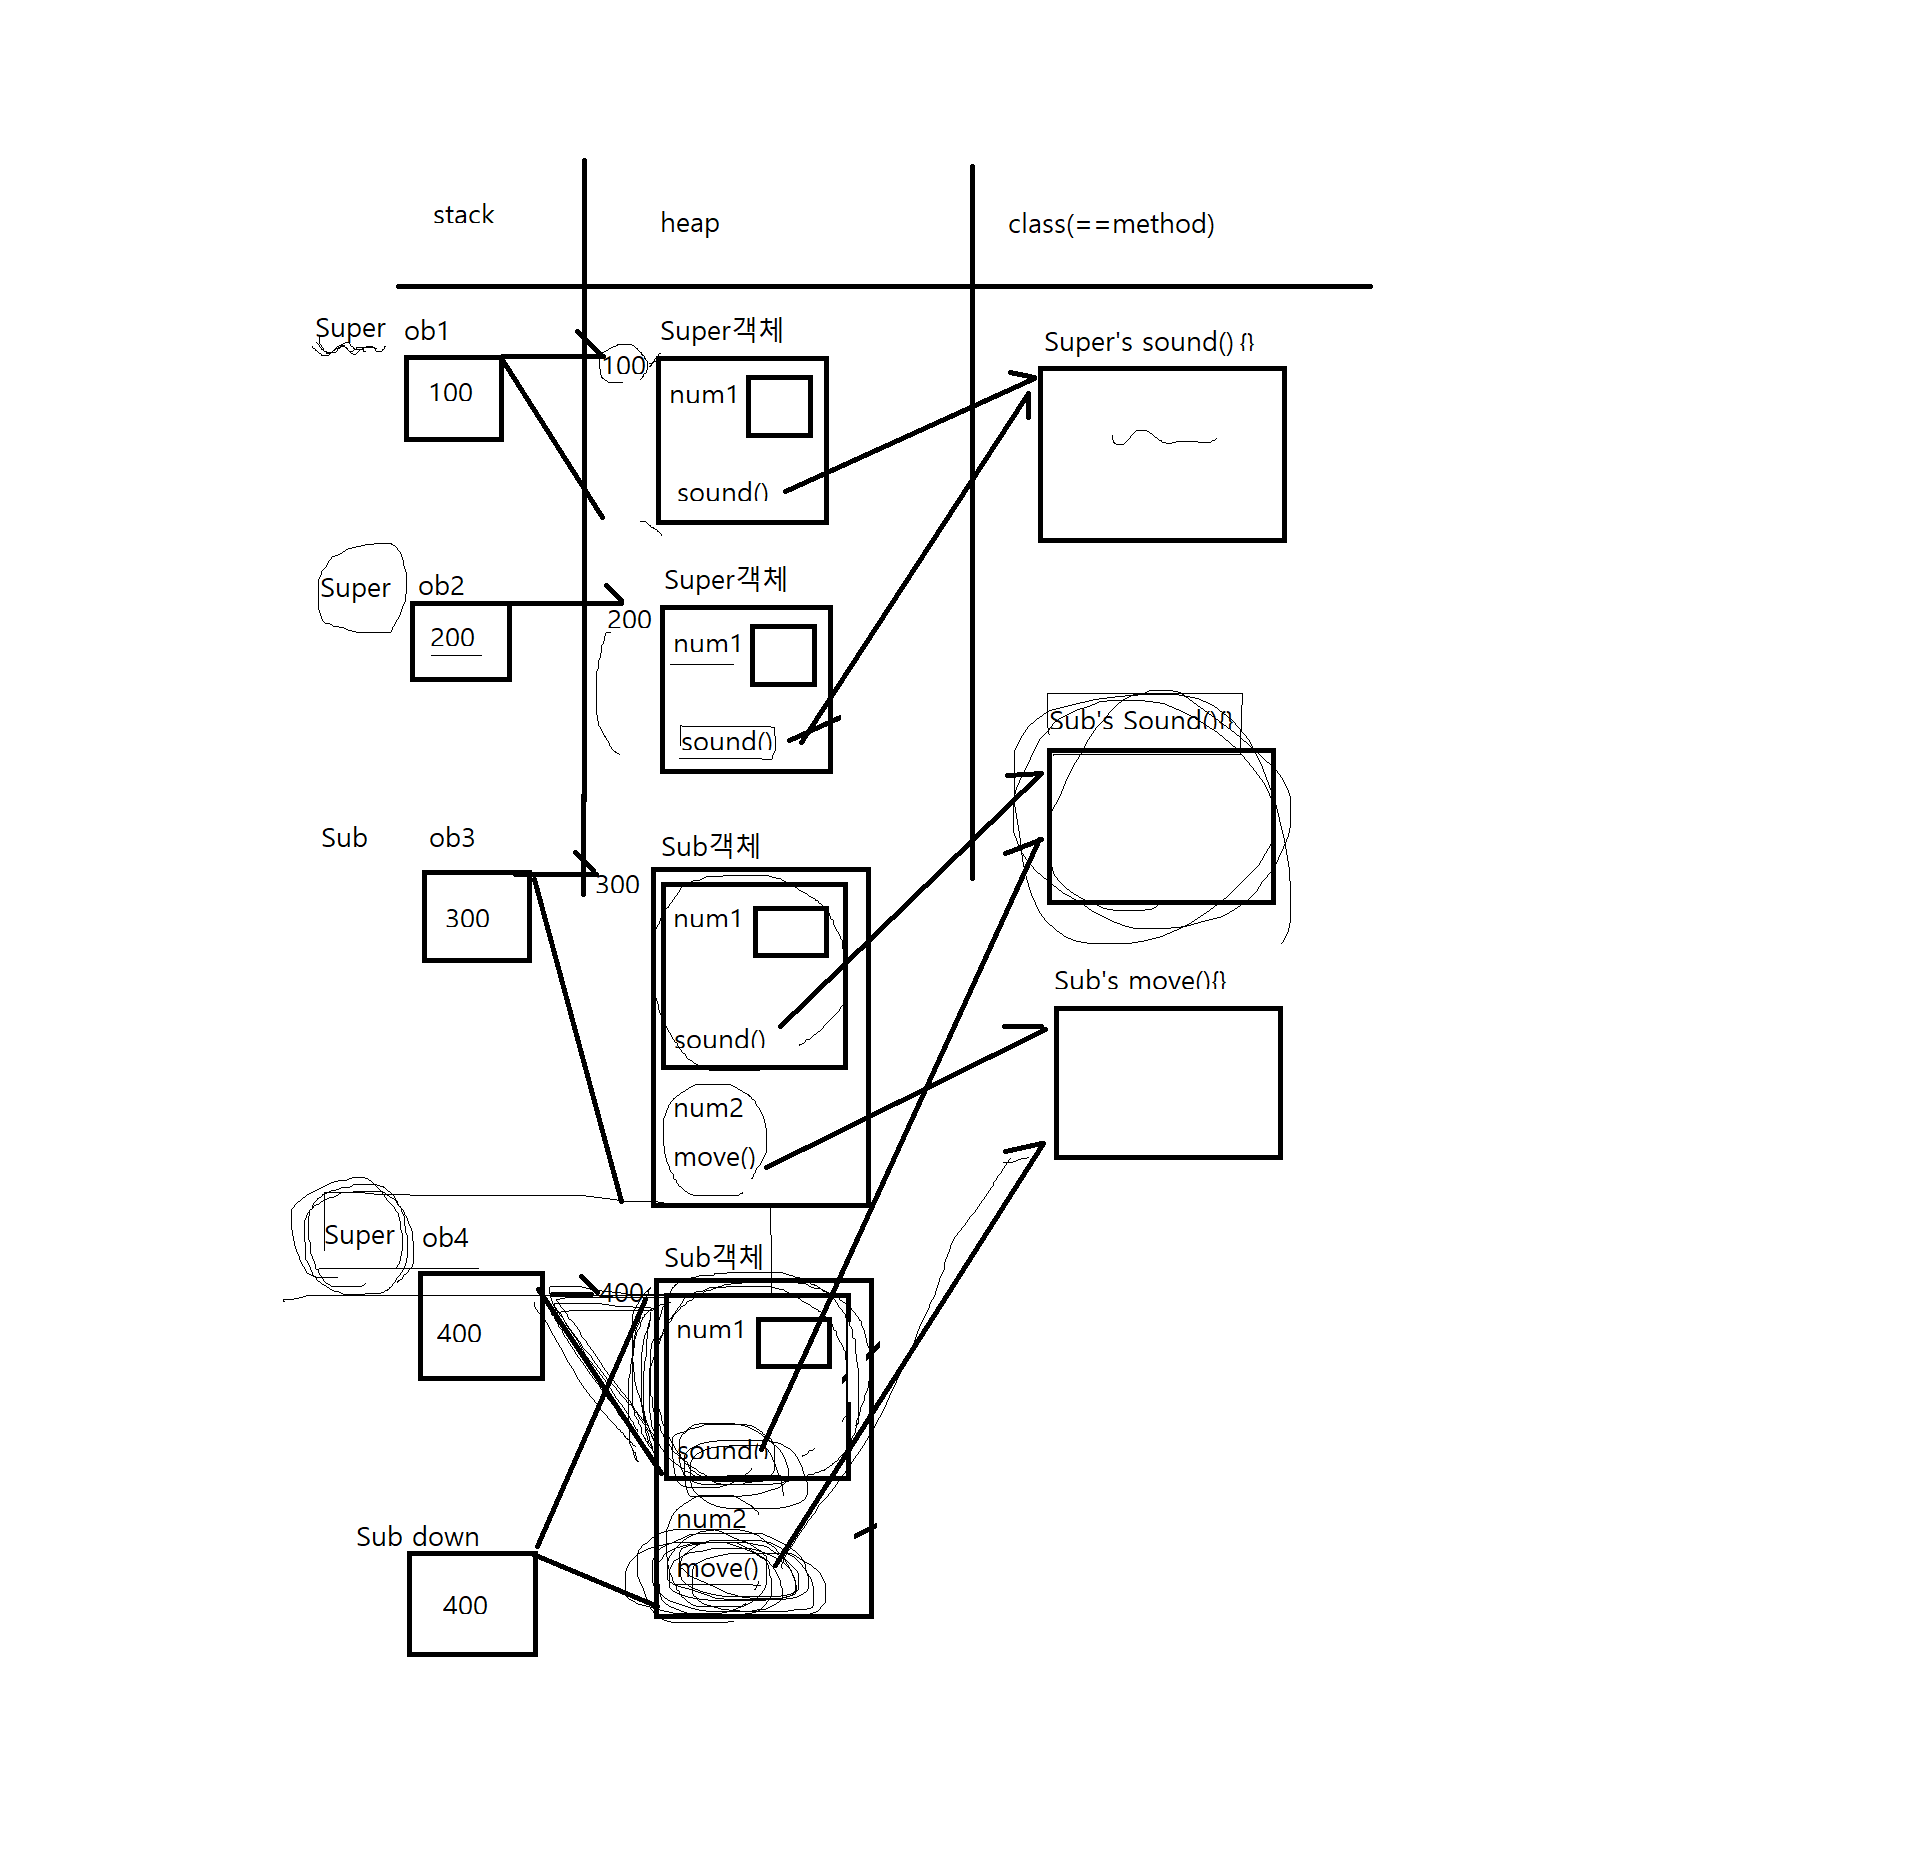 stack
heap
class(==method)
Super ob1
100
100
Super객체
num1
sound()
Super's sound() {}
Super ob2
200
200
Super객체
num1
sound()
Sub's Sound(){}
Sub ob3
300
300
Sub객체
num1
sound()
num2
move()
Sub's move(){}
Super ob4
400
400
Sub객체
num1
sound()
num2
move()
Sub down
400